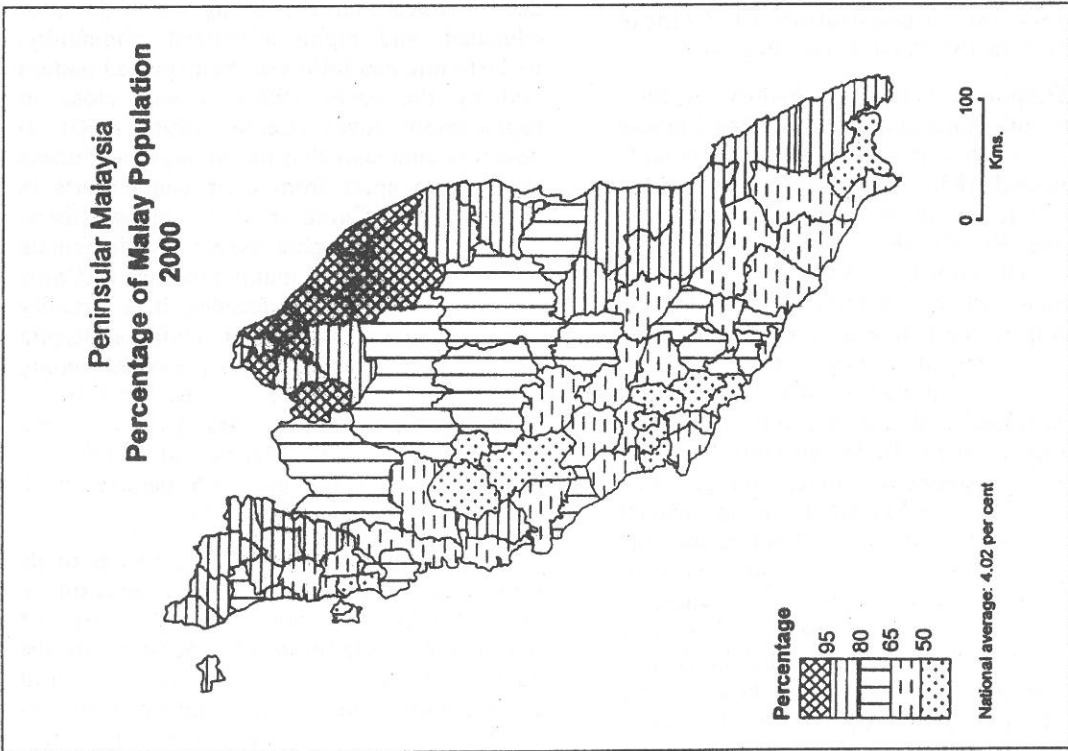 Peninsular Malaysia
Percentage of Malay Population
2000
Percentage
95
80
65
50
National average: 4.02 per cent
0 100
Kms.